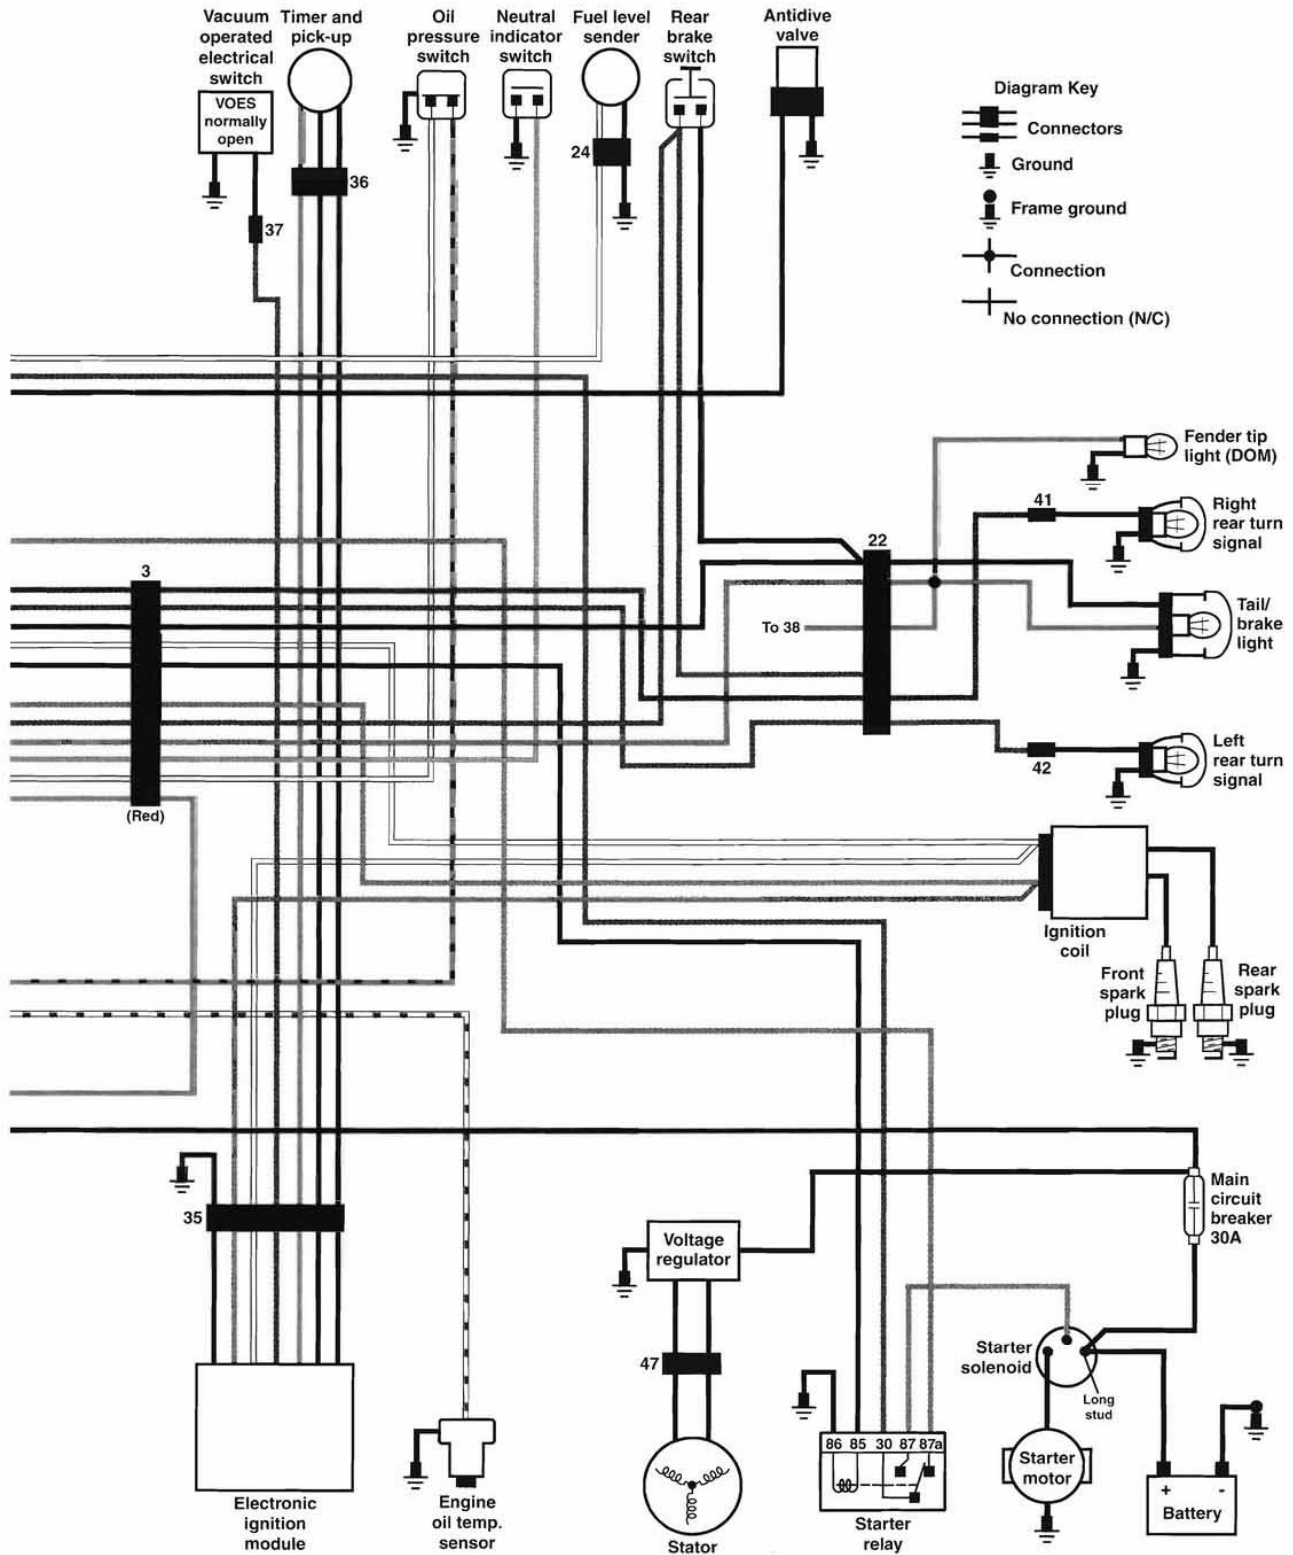 Vacuum
operated
electrical
switch
Timer and
pick-up
Oil
pressure
switch
Neutral
indicator
switch
Fuel level
sender
Rear
brake
switch
Antidive
valve
VOES
normally
open
36
37
24
Diagram Key
Connectors
Ground
Frame ground
Connection
No connection (N/C)
Fender tip
light (DOM)
41
Right
rear turn
signal
22
3
To 38
Tail/
brake
light
Left
rear turn
signal
42
(Red)
Ignition
coil
Front
spark
plug
Rear
spark
plug
35
Main
circuit
breaker
30A
Voltage
regulator
47
Starter
solenoid
Long
stud
86 85 30 87 87a
Starter
motor
+ -
Battery
Electronic
ignition
module
Engine
oil temp.
sensor
Stator
Starter
relay